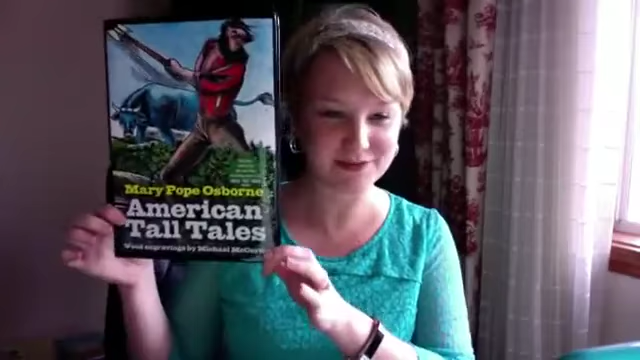 Mary Pope Osborne
American
Tall Tales
Wood engravings by Michael McCurdy